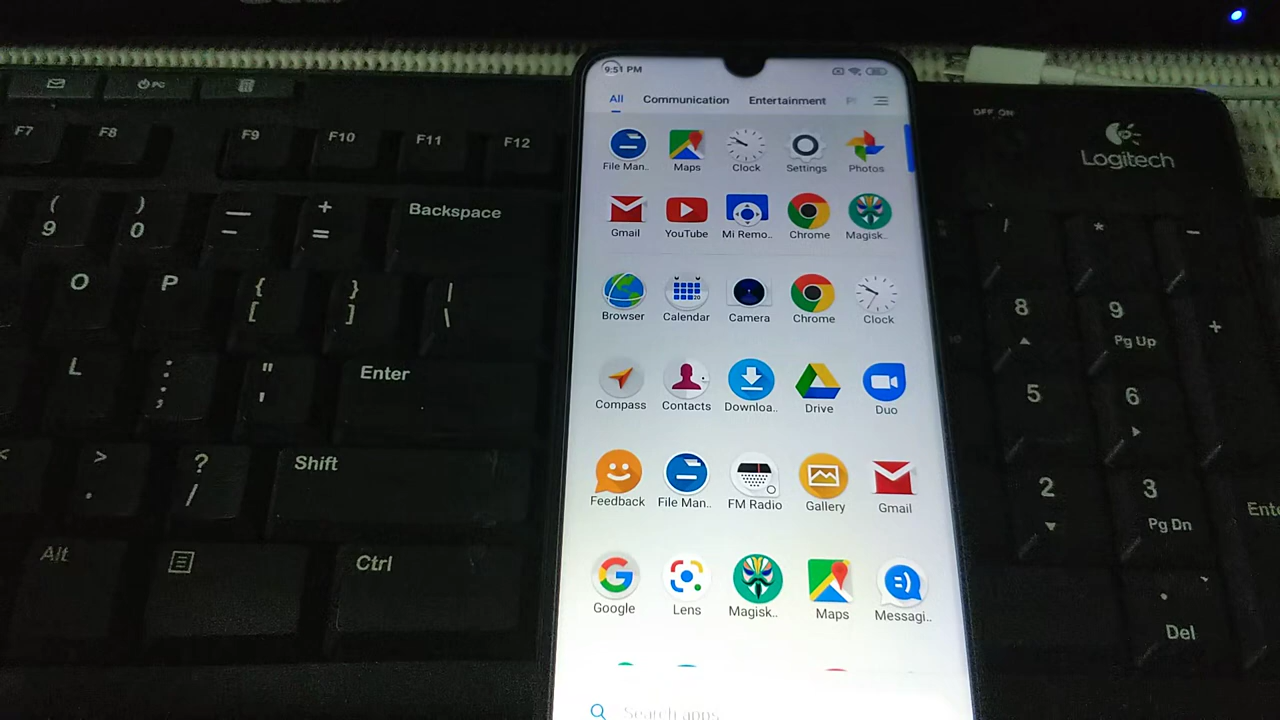 9:51 PM
All Communication Entertainment
File Man.. Maps Clock Settings Photos
Gmail YouTube Mi Remo.. Chrome Magisk..
Browser Calendar Camera Chrome Clock
Compass Contacts Downloa.. Drive Duo
Feedback File Man.. FM Radio Gallery Gmail
Google Lens Magisk.. Maps Messagi..
Search apps
PC
F7 F8 F9 F10 F11 F12
( ) — +
9 0 - = Backspace
O P { }  |
[ ] \
L : " Enter
; '
< > ? Shift
. /
Alt Ctrl
OFF ON
Logitech
/ * -
8 9 +
Pg Up
5 6
2 3
Pg Dn Ente
.
Del